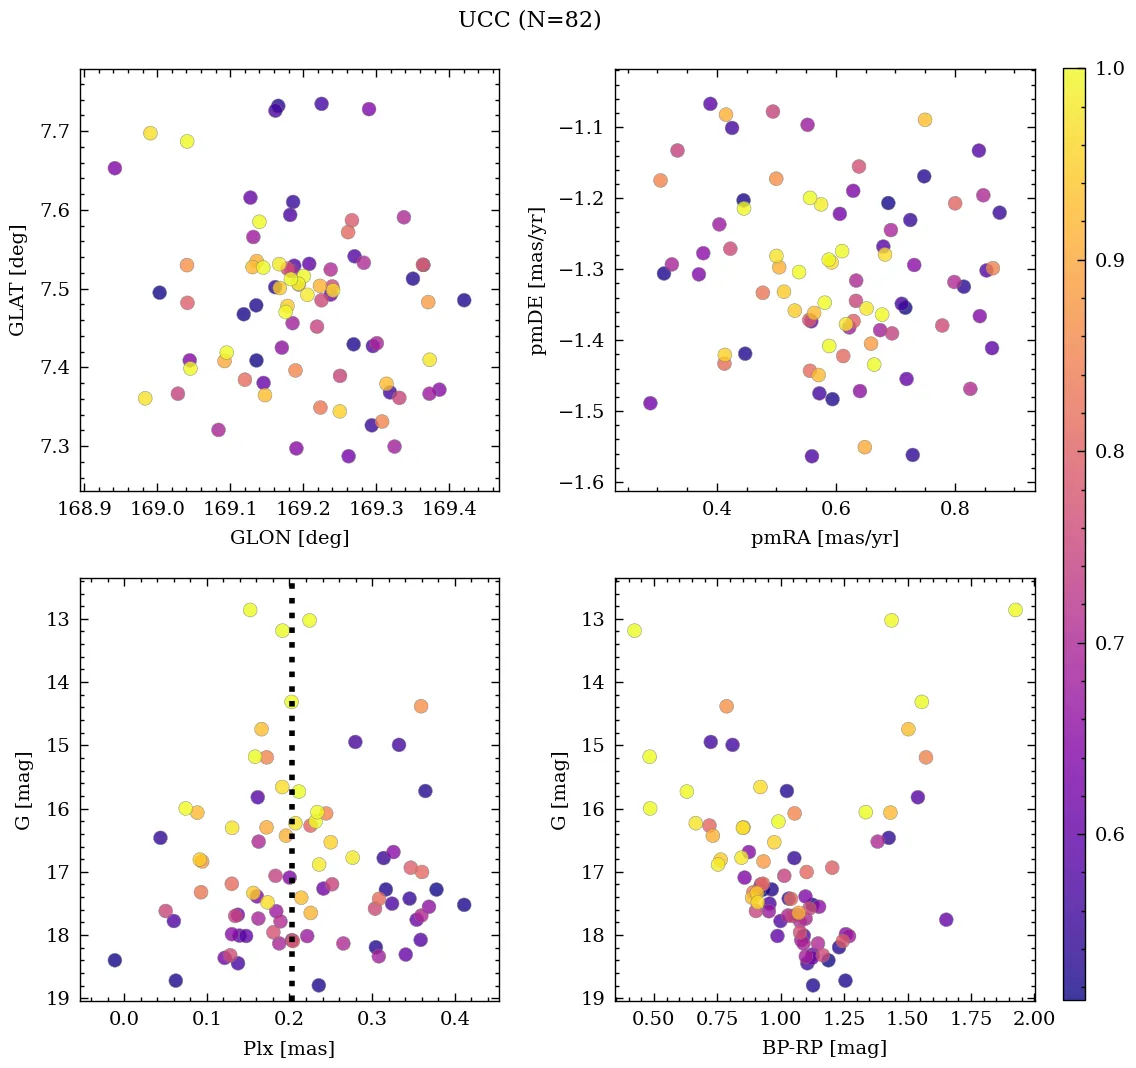 UCC (N=82)
7.7
7.6
7.5
7.4
7.3
GLAT [deg]
168.9 169.0 169.1 169.2 169.3 169.4
GLON [deg]
−1.1
−1.2
−1.3
−1.4
−1.5
−1.6
pmDE [mas/yr]
0.4 0.6 0.8
pmRA [mas/yr]
13
14
15
16
17
18
19
G [mag]
0.0 0.1 0.2 0.3 0.4
Plx [mas]
13
14
15
16
17
18
19
G [mag]
0.50 0.75 1.00 1.25 1.50 1.75 2.00
BP-RP [mag]
1.0
0.9
0.8
0.7
0.6